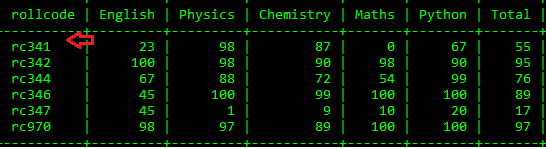 rollcode | English | Physics | Chemistry | Maths | Python | Total |
---------+---------+---------+-----------+-------+--------+-------+
rc341 | 23 | 98 | 87 | 0 | 67 | 55
rc342 | 100 | 98 | 90 | 98 | 90 | 95
rc344 | 67 | 88 | 72 | 54 | 99 | 76
rc346 | 45 | 100 | 99 | 100 | 100 | 89
rc347 | 45 | 1 | 9 | 10 | 20 | 17
rc970 | 98 | 97 | 89 | 100 | 100 | 97
---------+---------+---------+-----------+-------+--------+-------+